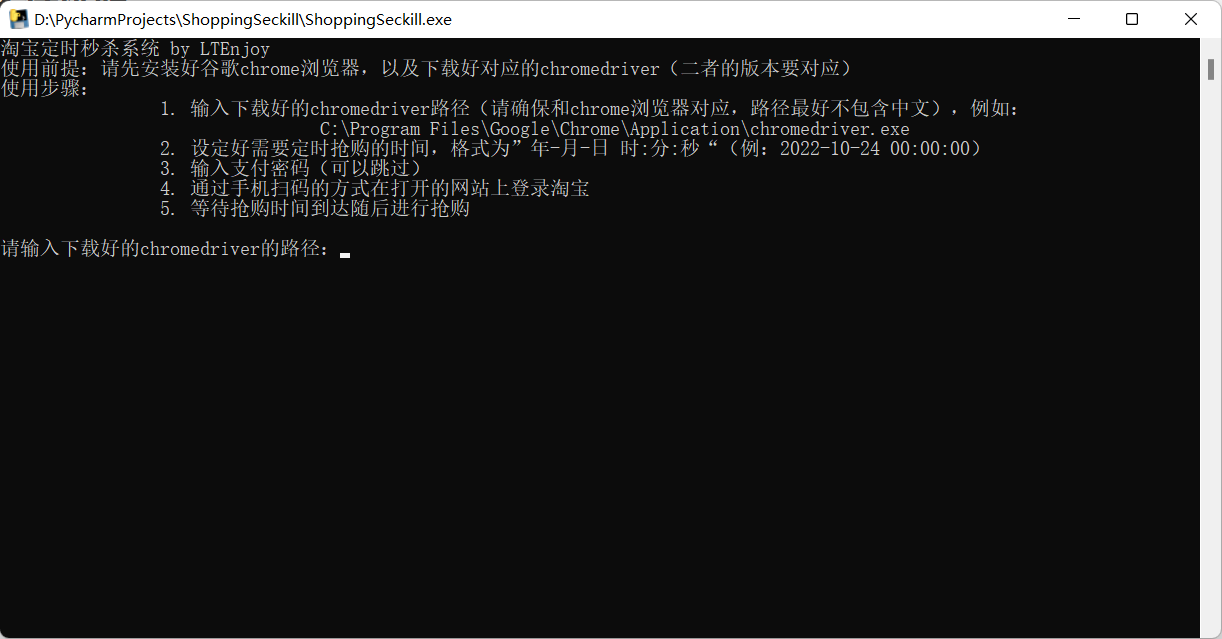 D:\PycharmProjects\ShoppingSeckill\ShoppingSeckill.exe
淘宝定时秒杀系统 by LTEnjoy
使用前提：请先安装好谷歌chrome浏览器，以及下载好对应的chromedriver（二者的版本要对应）
使用步骤：
1. 输入下载好的chromedriver路径（请确保和chrome浏览器对应，路径最好不包含中文），例如：
C:\Program Files\Google\Chrome\Application\chromedriver.exe
2. 设定好需要定时抢购的时间，格式为”年-月-日 时:分:秒“（例：2022-10-24 00:00:00）
3. 输入支付密码（可以跳过）
4. 通过手机扫码的方式在打开的网站上登录淘宝
5. 等待抢购时间到达随后进行抢购
请输入下载好的chromedriver的路径：